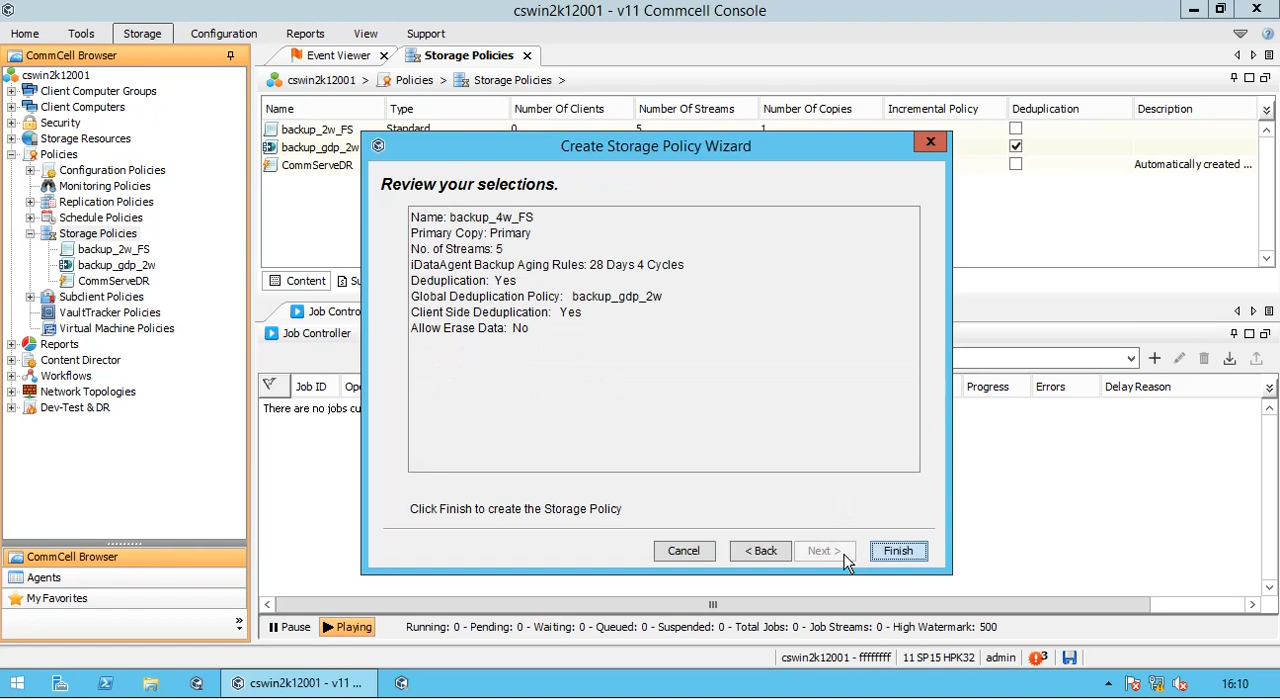 cswin2k12001 - v11 Commcell Console
Home Tools Storage Configuration Reports View Support
CommCell Browser
Event Viewer Storage Policies
cswin2k12001
cswin2k12001 > Policies > Storage Policies >
Client Computer Groups
Client Computers
Security
Storage Resources
Policies
Configuration Policies
Monitoring Policies
Replication Policies
Schedule Policies
Storage Policies
backup_2w_FS
backup_gdp_2w
CommServeDR
Subclient Policies
VaultTracker Policies
Virtual Machine Policies
Reports
Content Director
Workflows
Network Topologies
Dev-Test & DR
CommCell Browser
Agents
My Favorites
Name Type Number Of Clients Number Of Streams Number Of Copies Incremental Policy Deduplication Description
backup_2w_FS Standard 0 5 1
backup_gdp_2w
CommServeDR Automatically created ...
Content
Job Controller
Job ID Progress Errors Delay Reason
There are no jobs
Create Storage Policy Wizard
X
Review your selections.
Name: backup_4w_FS
Primary Copy: Primary
No. of Streams: 5
iDataAgent Backup Aging Rules: 28 Days 4 Cycles
Deduplication: Yes
Global Deduplication Policy: backup_gdp_2w
Client Side Deduplication: Yes
Allow Erase Data: No
Click Finish to create the Storage Policy
Cancel < Back Next > Finish
Pause Playing Running: 0 - Pending: 0 - Waiting: 0 - Queued: 0 - Suspended: 0 - Total Jobs: 0 - Job Streams: 0 - High Watermark: 500
cswin2k12001 - ffffffff 11 SP15 HPK32 admin 3
cswin2k12001 - v11 ... 16:10